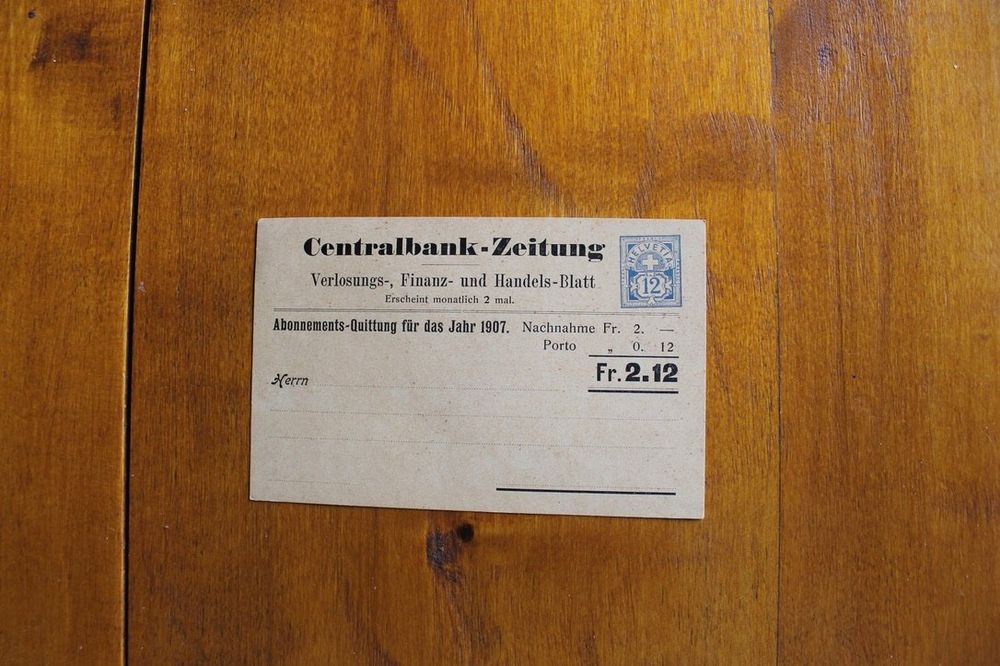 Centralbank-Zeitung
Verlosungs-, Finanz- und Handels-Blatt
Erscheint monatlich 2 mal.
HELVETIA
12
Abonnements-Quittung für das Jahr 1907. Nachnahme Fr. 2. —
Porto „ 0. 12
Fr. 2.12
Herrn